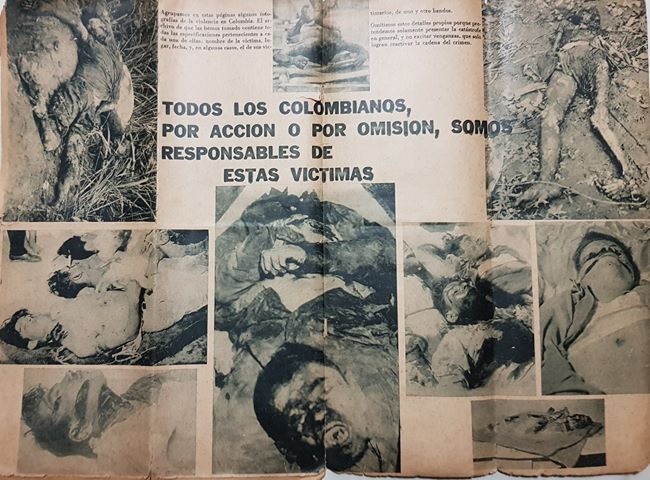 Agrupamos en estas páginas algunas foto-
grafías de la violencia en Colombia. El ar-
chivo de que las hemos tomado contiene to-
das las especificaciones pertenecientes a ca-
da una de ellas: nombre de la víctima, lu-
gar, fecha, y, en algunos casos, el de sus vic-
timarios, de uno y otro bandos.
Omitimos estos detalles propios porque pre-
tendemos solamente presentar la catástrofe
en general, y no excitar venganzas, que solo
logran reactivar la cadena del crimen.
TODOS LOS COLOMBIANOS,
POR ACCION O POR OMISION, SOMOS
RESPONSABLES DE
ESTAS VICTIMAS